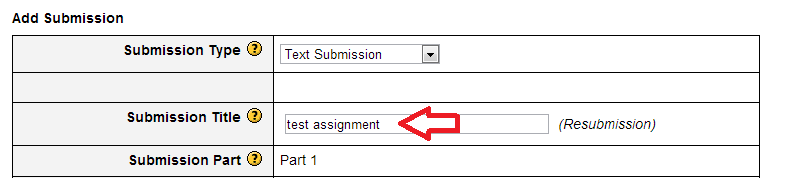 Add Submission
Submission Type ?
Text Submission
Submission Title ?
test assignment
(Resubmission)
Submission Part ?
Part 1